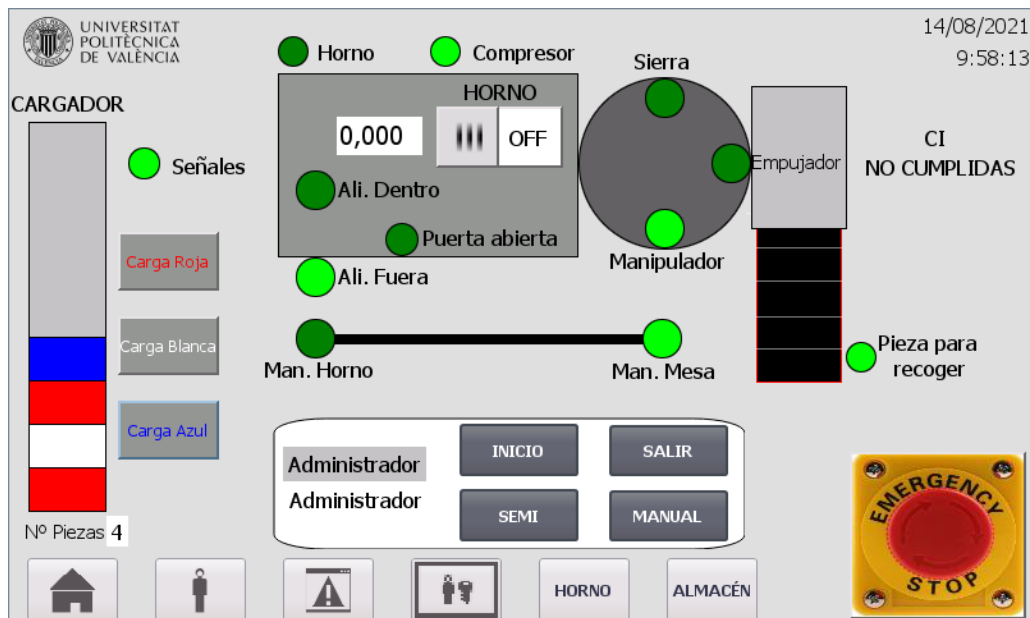 UNIVERSITAT
POLITÈCNICA
DE VALÈNCIA
14/08/2021
9:58:13
Horno
Compresor
Sierra
CARGADOR
HORNO
0,000
OFF
Señales
Ali. Dentro
Empujador
CI
NO CUMPLIDAS
Puerta abierta
Carga Roja
Ali. Fuera
Manipulador
Carga Blanca
Man. Horno
Man. Mesa
Pieza para
recoger
Carga Azul
Administrador
Administrador
INICIO
SALIR
SEMI
MANUAL
Nº Piezas 4
EMERGENCY
STOP
HORNO
ALMACÉN